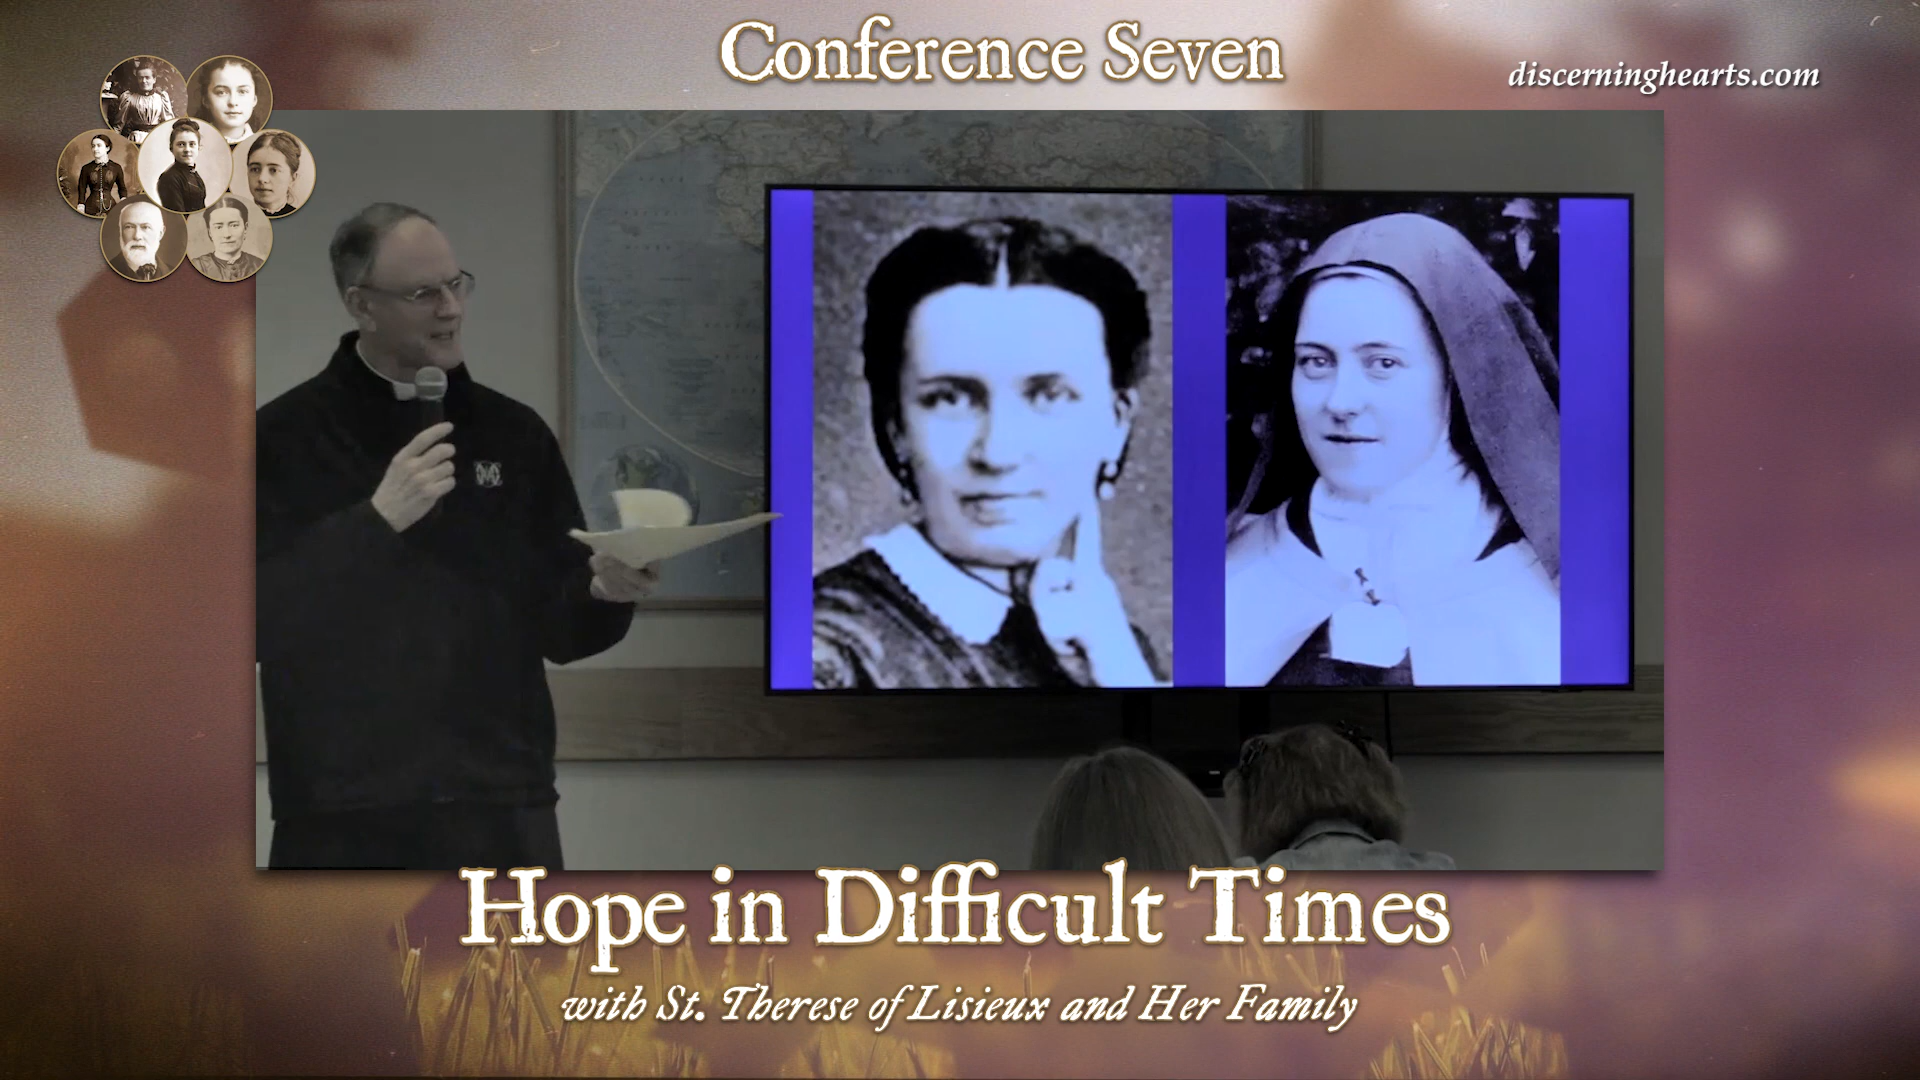 Conference Seven
discerninghearts.com
Hope in Difficult Times
with St. Therese of Lisieux and Her Family